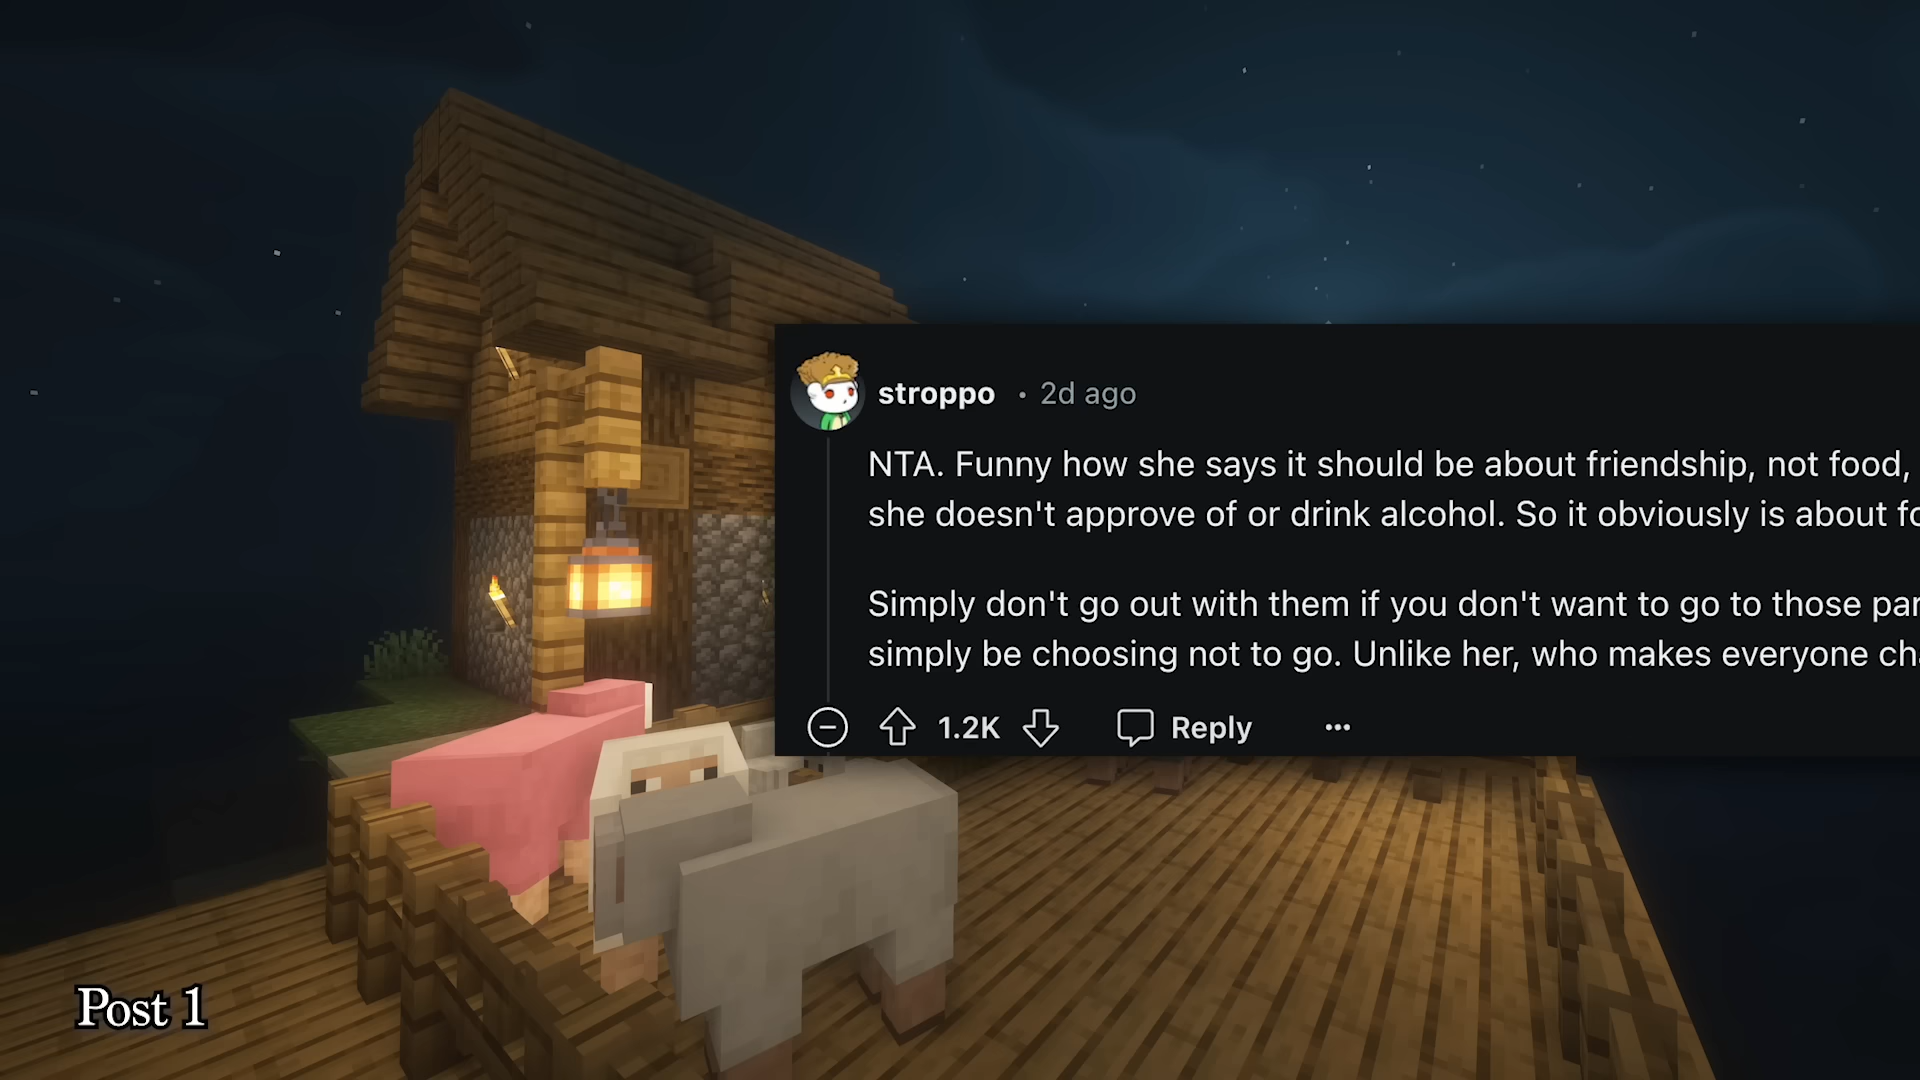 stroppo • 2d ago
NTA. Funny how she says it should be about friendship, not food,
she doesn't approve of or drink alcohol. So it obviously is about
Simply don't go out with them if you don't want to go to those
simply be choosing not to go. Unlike her, who makes everyone
1.2K Reply ...
Post 1